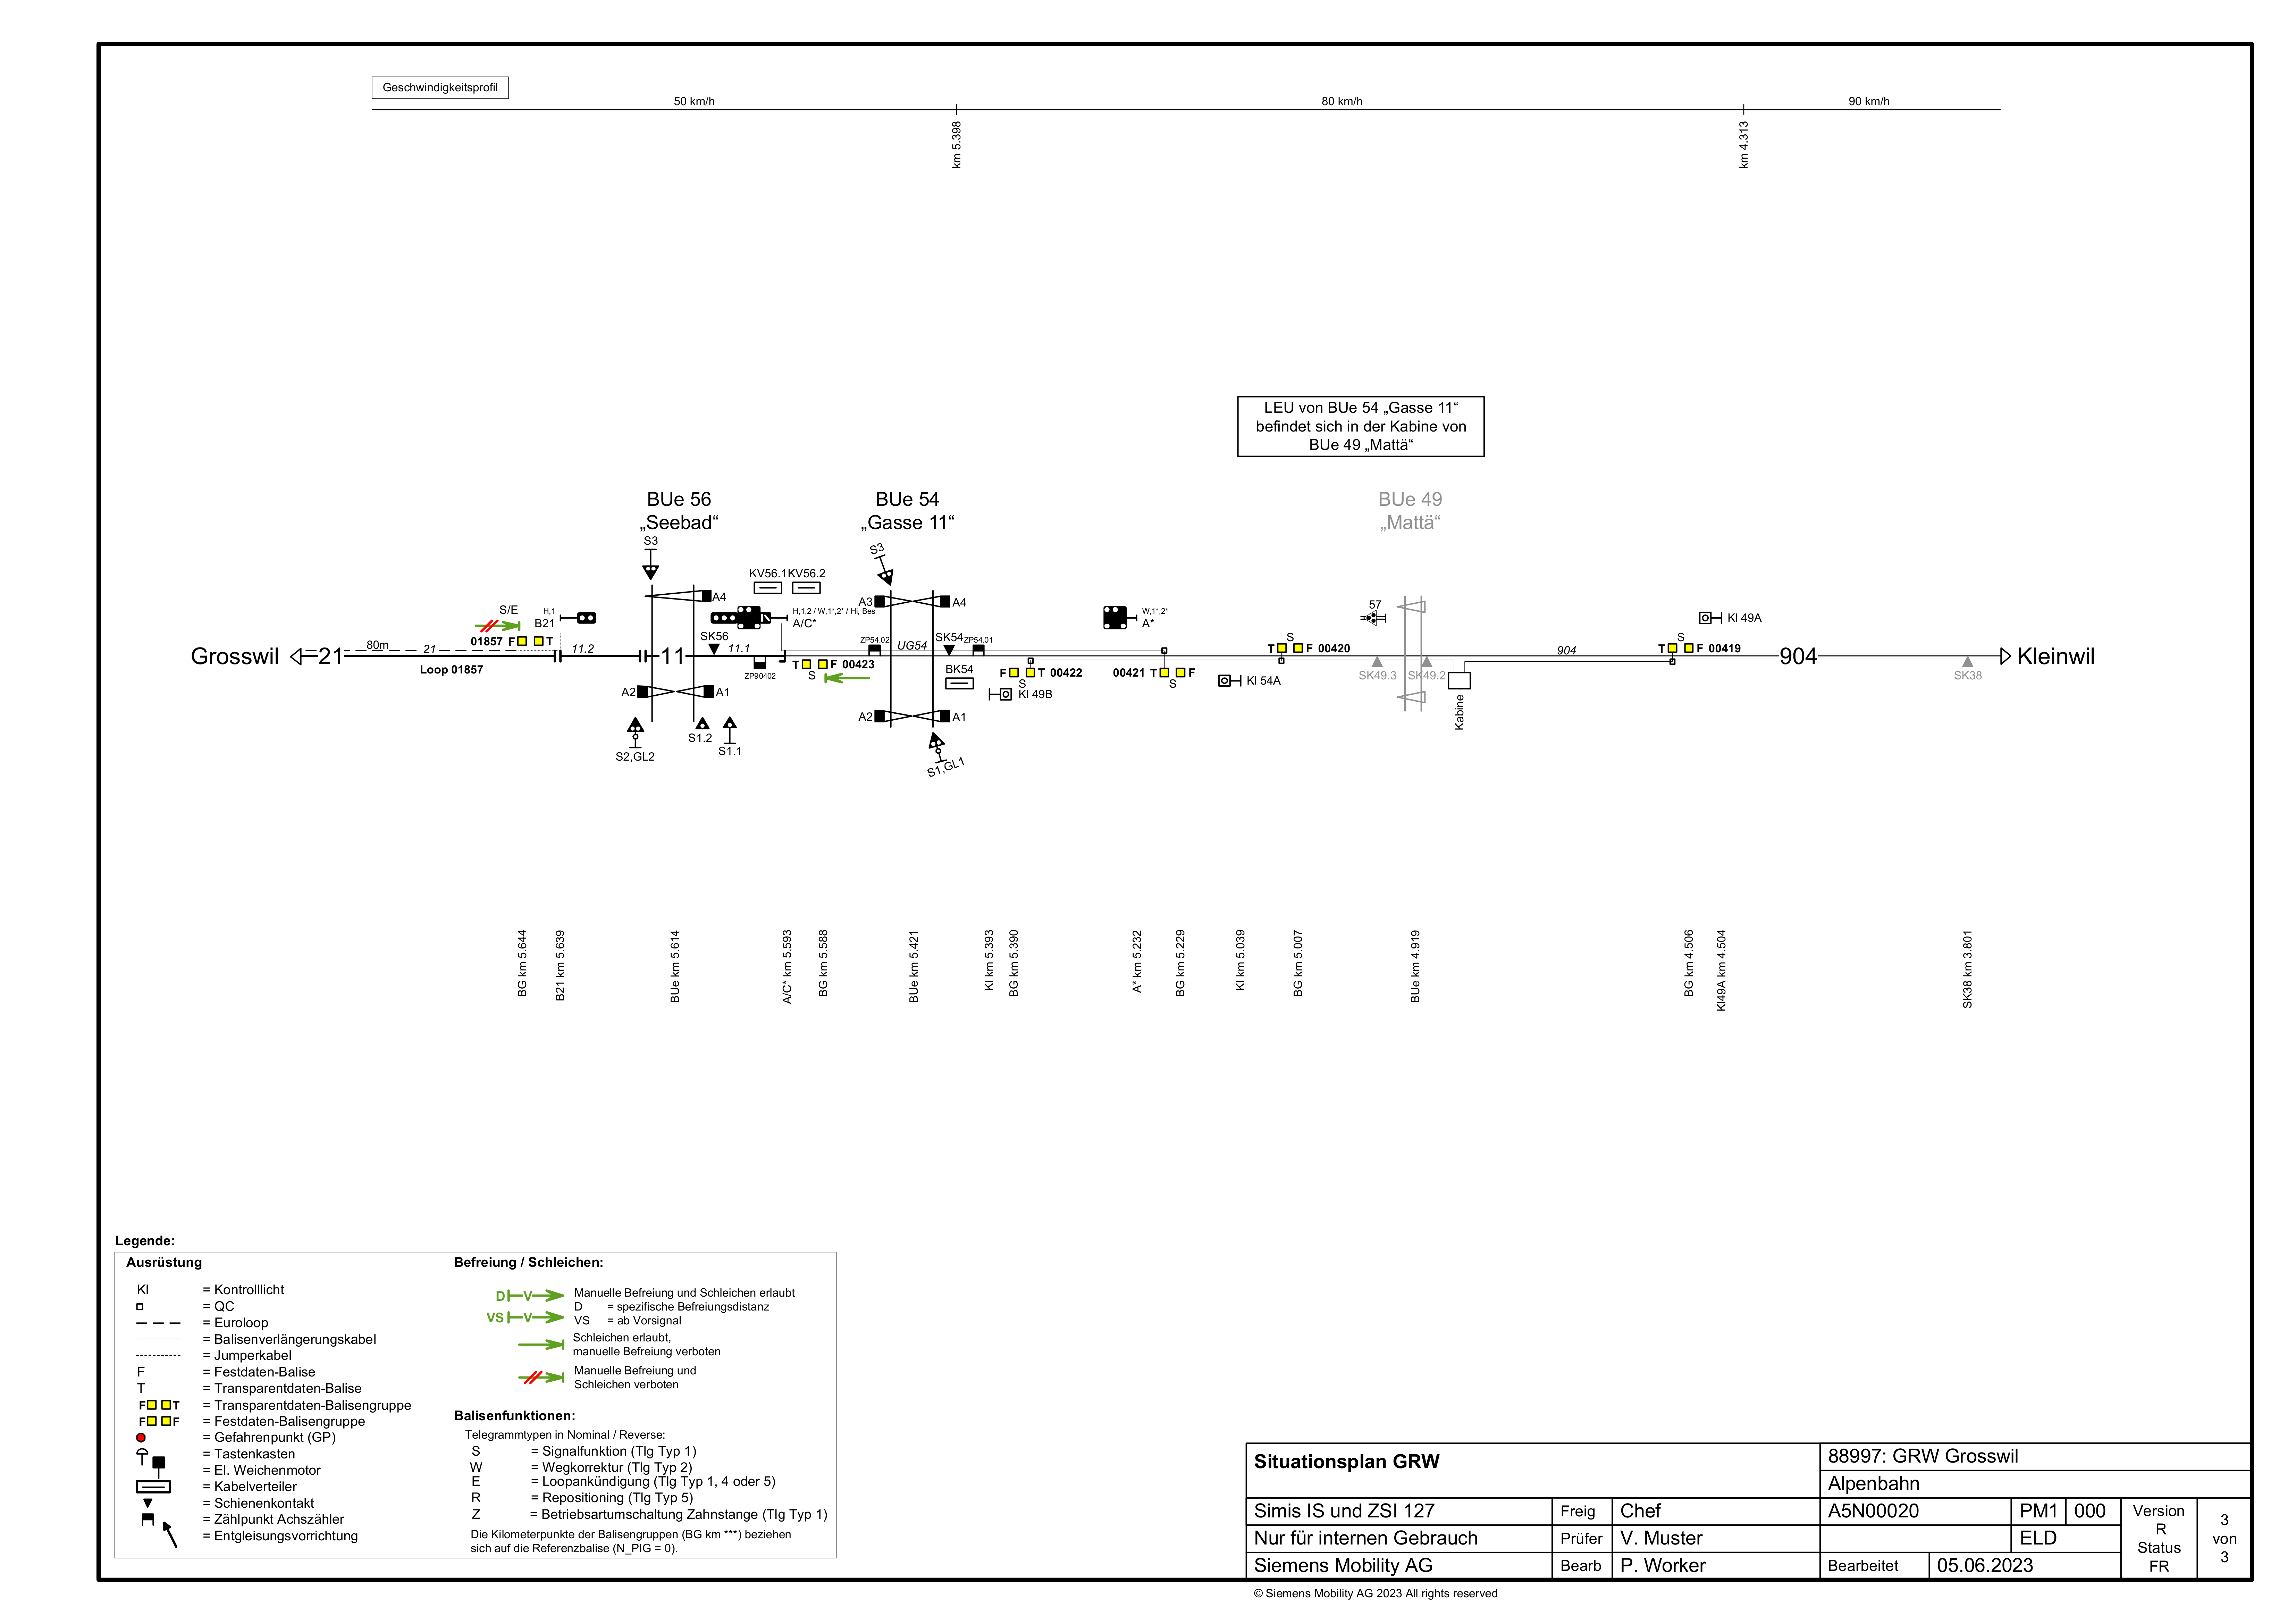 Geschwindigkeitsprofil
50 km/h
80 km/h
90 km/h
km 5.398
km 4.313
LEU von BUe 54 „Gasse 11“
befindet sich in der Kabine von
BUe 49 „Mattä“
BUe 56
„Seebad“
BUe 54
„Gasse 11“
BUe 49
„Mattä“
S3
S3
KV56.1
KV56.2
A4
A3
A4
57
S/E
H,1
B21
H,1,2 / W,1*,2* / Hi, Bes
A/C*
W,1*,2*
A*
Kl 49A
01857 F T
SK56
ZP54.02
UG54
SK54
ZP54.01
S
T F 00420
S
T F 00419
Grosswil
21
80m
21
11.2
11
11.1
904
904
Kleinwil
Loop 01857
ZP90402
T F 00423
S
BK54
F T 00422
S
00421 T F
S
Kl 54A
SK49.3
SK49.2
SK38
Kl 49B
Kabine
A2
A1
A2
A1
S1.2
S1.1
S2,GL2
S1,GL1
BG km 5.644
B21 km 5.639
BUe km 5.614
A/C* km 5.593
BG km 5.588
BUe km 5.421
Kl km 5.393
BG km 5.390
A* km 5.232
BG km 5.229
Kl km 5.039
BG km 5.007
BUe km 4.919
BG km 4.506
Kl49A km 4.504
SK38 km 3.801
Legende:
Ausrüstung
Kl = Kontrolllicht
= QC
= Euroloop
= Balisenverlängerungskabel
= Jumperkabel
F = Festdaten-Balise
T = Transparentdaten-Balise
F T = Transparentdaten-Balisengruppe
F F = Festdaten-Balisengruppe
= Gefahrenpunkt (GP)
= Tastenkasten
= El. Weichenmotor
= Kabelverteiler
= Schienenkontakt
= Zählpunkt Achszähler
= Entgleisungsvorrichtung
Befreiung / Schleichen:
D V Manuelle Befreiung und Schleichen erlaubt
D = spezifische Befreiungsdistanz
VS V VS = ab Vorsignal
Schleichen erlaubt,
manuelle Befreiung verboten
Manuelle Befreiung und
Schleichen verboten
Balisenfunktionen:
Telegrammtypen in Nominal / Reverse:
S = Signalfunktion (Tlg Typ 1)
W = Wegkorrektur (Tlg Typ 2)
E = Loopankündigung (Tlg Typ 1, 4 oder 5)
R = Repositioning (Tlg Typ 5)
Z = Betriebsartumschaltung Zahnstange (Tlg Typ 1)
Die Kilometerpunkte der Balisengruppen (BG km ***) beziehen
sich auf die Referenzbalise (N_PIG = 0).
Situationsplan GRW
88997: GRW Grosswil
Alpenbahn
Simis IS und ZSI 127 Freig Chef A5N00020 PM1 000
Nur für internen Gebrauch Prüfer V. Muster ELD
Siemens Mobility AG Bearb P. Worker Bearbeitet 05.06.2023
Version
R
Status
FR
3
von
3
© Siemens Mobility AG 2023 All rights reserved